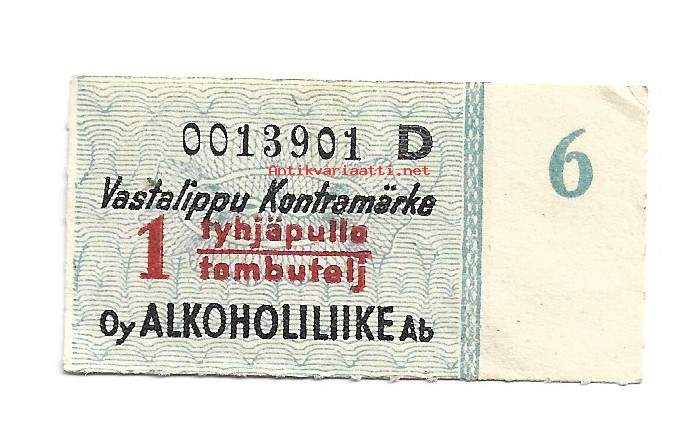 0013901 D
Antikvariaatti.net
Vastalippu Kontramärke
1 tyhjäpullo
tombutelj
Oy ALKOHOLILIIKE Ab
6